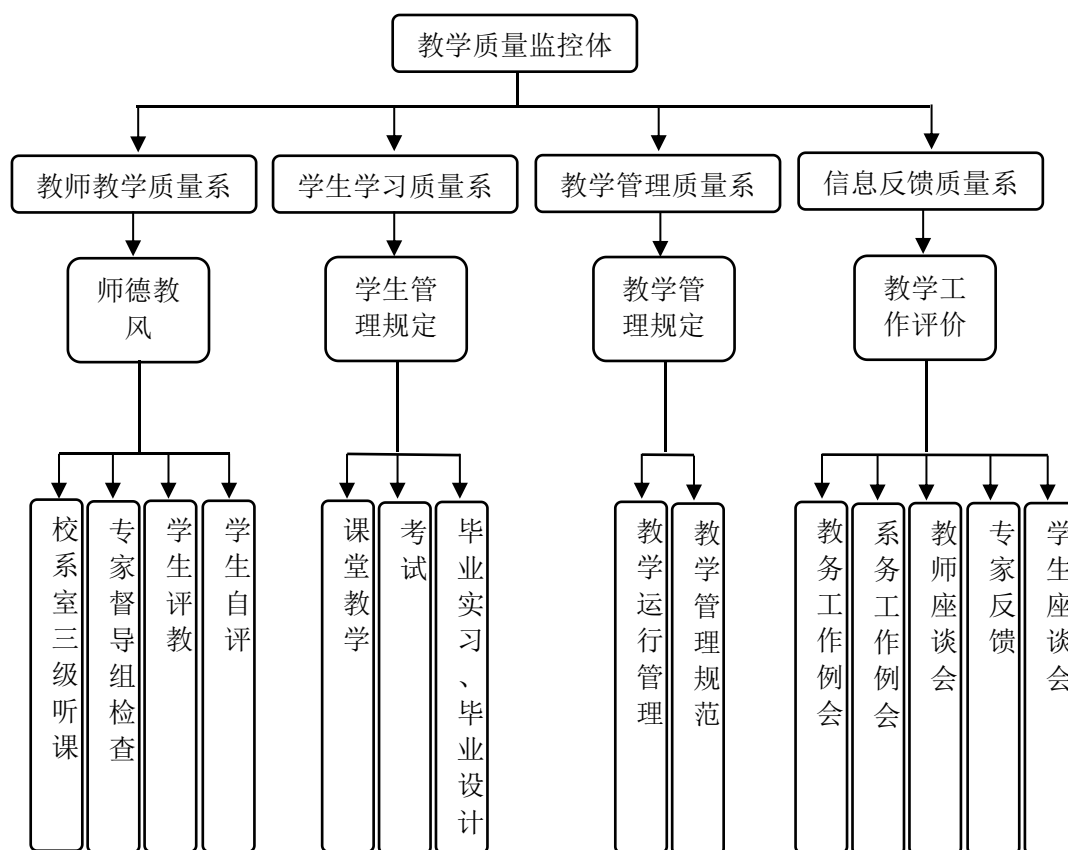 教学质量监控体
教师教学质量系
学生学习质量系
教学管理质量系
信息反馈质量系
师德教
风
学生管
理规定
教学管
理规定
教学工
作评价
校系室三级听课
专家督导组检查
学生评教
学生自评
课堂教学
考试
毕业实习、毕业设计
教学运行管理
教学管理规范
教务工作例会
系务工作例会
教师座谈会
专家反馈
学生座谈会